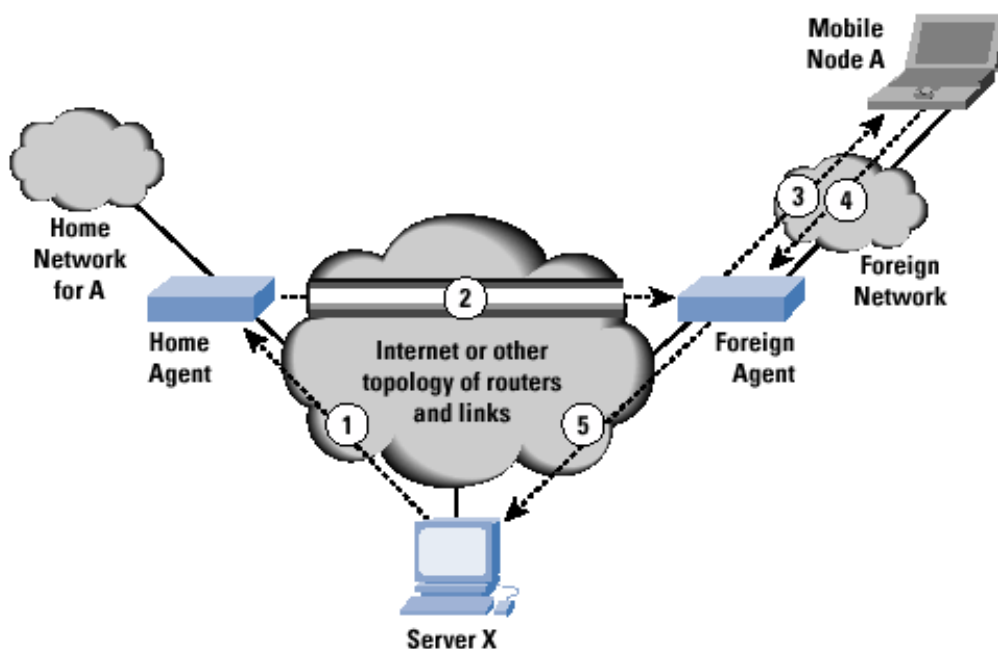 Mobile
Node A
3
4
Home
Network
for A
Foreign
Network
2
Home
Agent
Internet or other
topology of routers
and links
Foreign
Agent
1
5
Server X